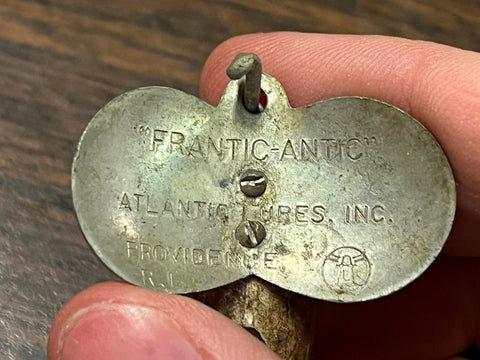 "FRANTIC-ANTIC"
ATLANTIC LURES, INC.
PROVIDENCE,
R.I.